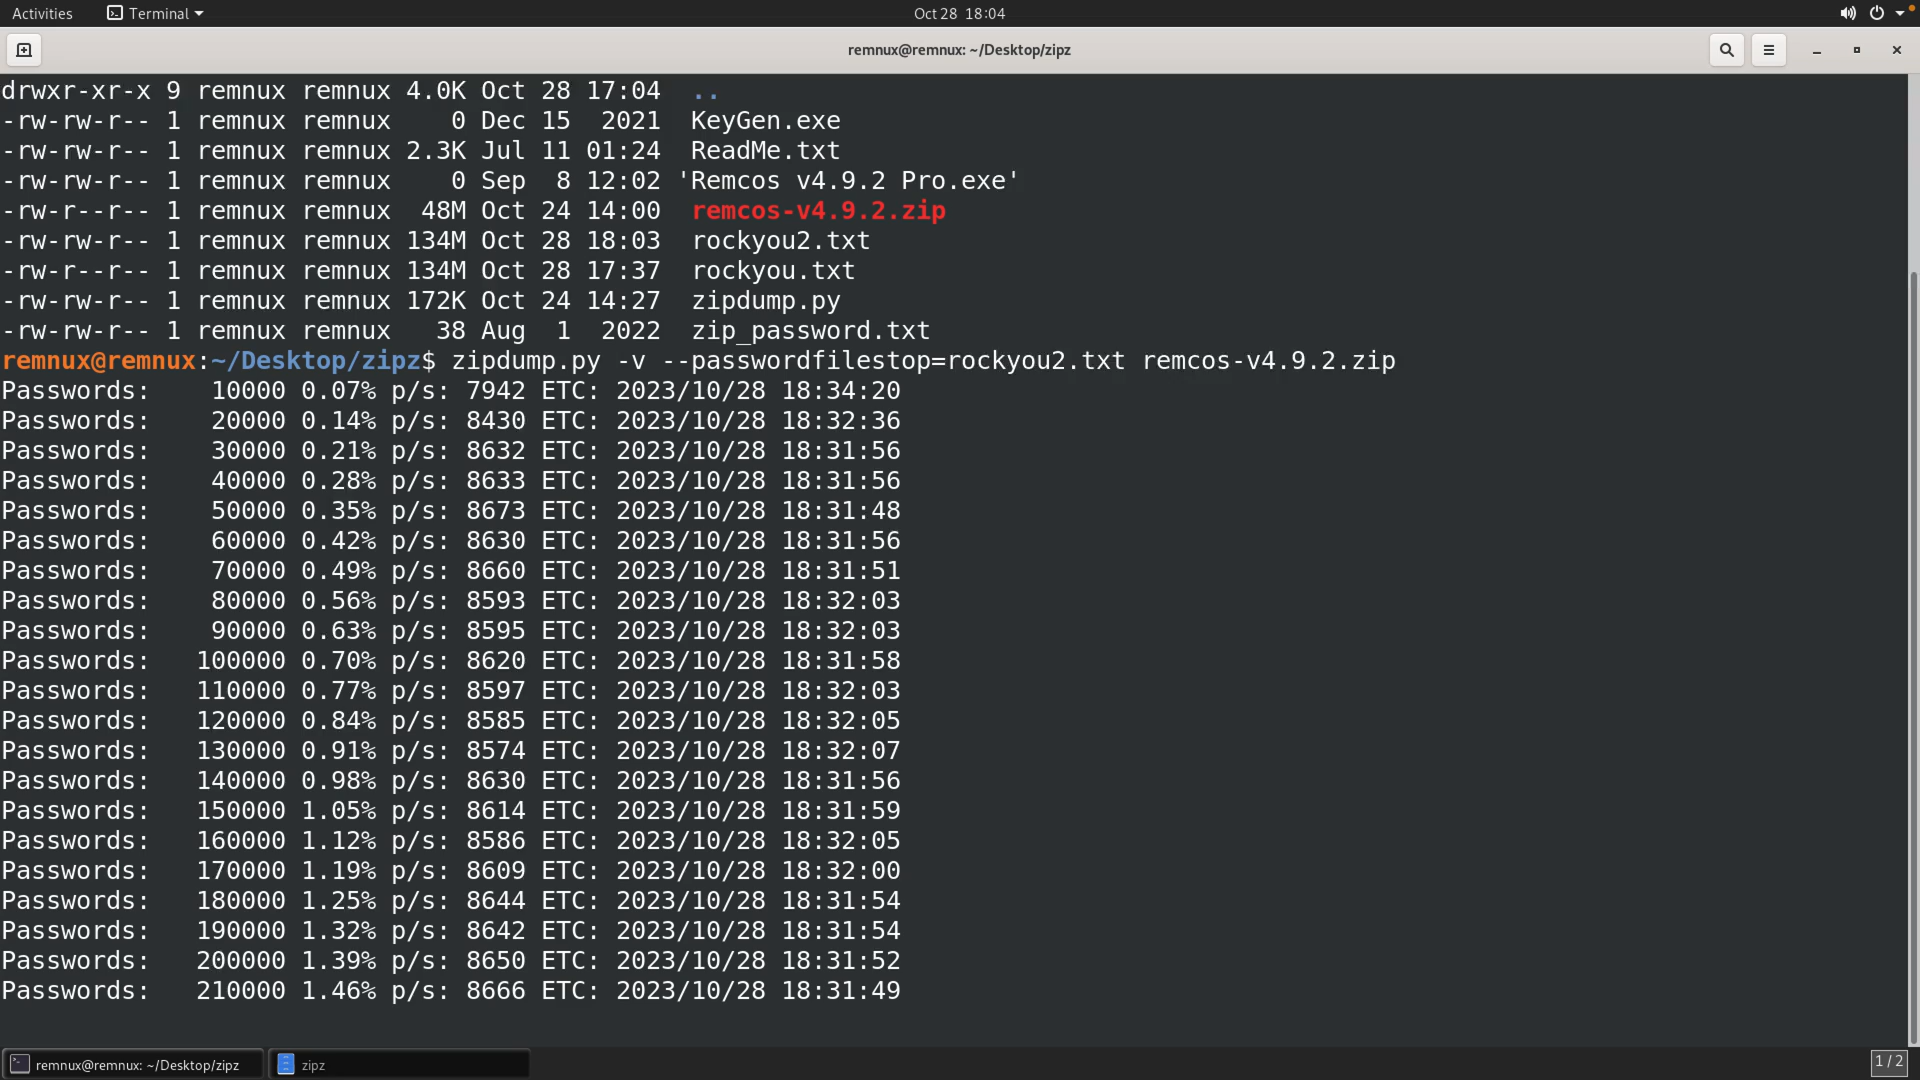 Activities Terminal Oct 28 18:04
remnux@remnux: ~/Desktop/zipz
drwxr-xr-x 9 remnux remnux 4.0K Oct 28 17:04  ..
-rw-rw-r-- 1 remnux remnux    0 Dec 15  2021  KeyGen.exe
-rw-rw-r-- 1 remnux remnux 2.3K Jul 11 01:24  ReadMe.txt
-rw-rw-r-- 1 remnux remnux    0 Sep  8 12:02 'Remcos v4.9.2 Pro.exe'
-rw-r--r-- 1 remnux remnux  48M Oct 24 14:00  remcos-v4.9.2.zip
-rw-rw-r-- 1 remnux remnux 134M Oct 28 18:03  rockyou2.txt
-rw-r--r-- 1 remnux remnux 134M Oct 28 17:37  rockyou.txt
-rw-rw-r-- 1 remnux remnux 172K Oct 24 14:27  zipdump.py
-rw-rw-r-- 1 remnux remnux   38 Aug  1  2022  zip_password.txt
remnux@remnux:~/Desktop/zipz$ zipdump.py -v --passwordfilestop=rockyou2.txt remcos-v4.9.2.zip
Passwords:    10000 0.07% p/s: 7942 ETC: 2023/10/28 18:34:20
Passwords:    20000 0.14% p/s: 8430 ETC: 2023/10/28 18:32:36
Passwords:    30000 0.21% p/s: 8632 ETC: 2023/10/28 18:31:56
Passwords:    40000 0.28% p/s: 8633 ETC: 2023/10/28 18:31:56
Passwords:    50000 0.35% p/s: 8673 ETC: 2023/10/28 18:31:48
Passwords:    60000 0.42% p/s: 8630 ETC: 2023/10/28 18:31:56
Passwords:    70000 0.49% p/s: 8660 ETC: 2023/10/28 18:31:51
Passwords:    80000 0.56% p/s: 8593 ETC: 2023/10/28 18:32:03
Passwords:    90000 0.63% p/s: 8595 ETC: 2023/10/28 18:32:03
Passwords:   100000 0.70% p/s: 8620 ETC: 2023/10/28 18:31:58
Passwords:   110000 0.77% p/s: 8597 ETC: 2023/10/28 18:32:03
Passwords:   120000 0.84% p/s: 8585 ETC: 2023/10/28 18:32:05
Passwords:   130000 0.91% p/s: 8574 ETC: 2023/10/28 18:32:07
Passwords:   140000 0.98% p/s: 8630 ETC: 2023/10/28 18:31:56
Passwords:   150000 1.05% p/s: 8614 ETC: 2023/10/28 18:31:59
Passwords:   160000 1.12% p/s: 8586 ETC: 2023/10/28 18:32:05
Passwords:   170000 1.19% p/s: 8609 ETC: 2023/10/28 18:32:00
Passwords:   180000 1.25% p/s: 8644 ETC: 2023/10/28 18:31:54
Passwords:   190000 1.32% p/s: 8642 ETC: 2023/10/28 18:31:54
Passwords:   200000 1.39% p/s: 8650 ETC: 2023/10/28 18:31:52
Passwords:   210000 1.46% p/s: 8666 ETC: 2023/10/28 18:31:49
remnux@remnux: ~/Desktop/zipz zipz 1 / 2